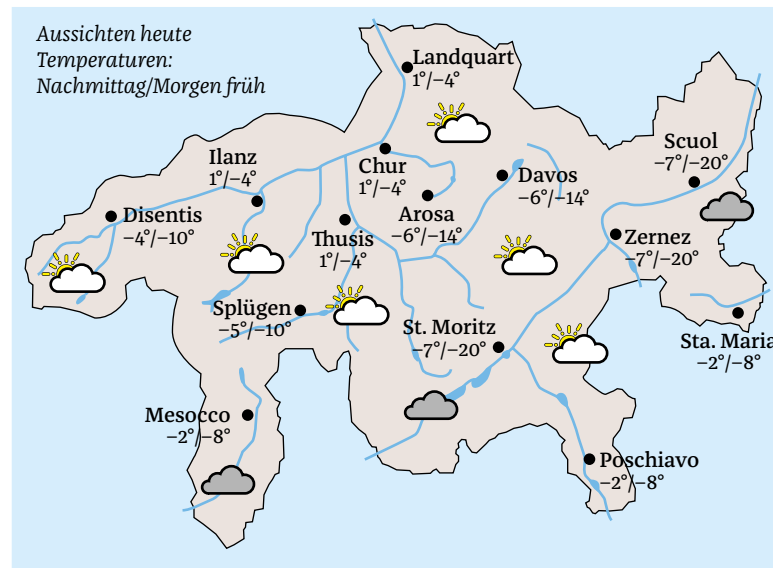 Aussichten heute
Temperaturen:
Nachmittag/Morgen früh
Landquart
1°/–4°
Ilanz
1°/–4°
Chur
1°/–4°
Davos
–6°/–14°
Scuol
–7°/–20°
Disentis
–4°/–10°
Thusis
1°/–4°
Arosa
–6°/–14°
Zernez
–7°/–20°
Splügen
–5°/–10°
St. Moritz
–7°/–20°
Sta. Maria
–2°/–8°
Mesocco
–2°/–8°
Poschiavo
–2°/–8°